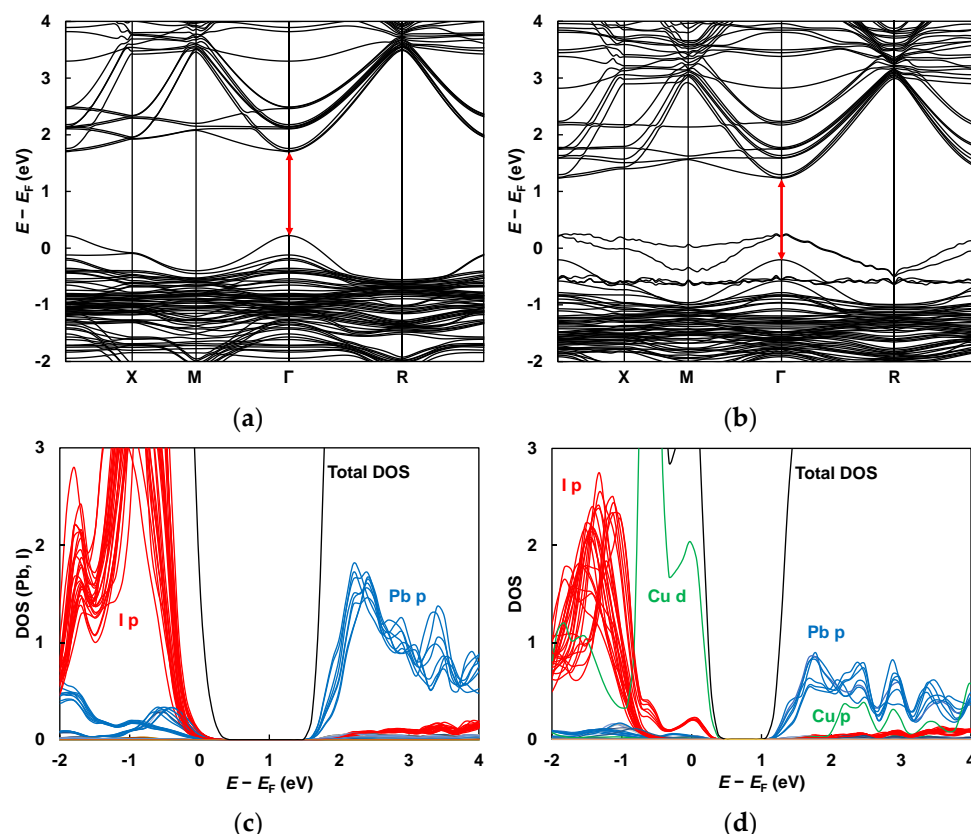 4
3
2
1
0
-1
-2
E − EF (eV)
X M Γ R
(a)
4
3
2
1
0
-1
-2
E − EF (eV)
X M Γ R
(b)
3
2
1
0
DOS (Pb, I)
Total DOS
I p
Pb p
-2 -1 0 1 2 3 4
E − EF (eV)
(c)
3
2
1
0
DOS
I p
Total DOS
Cu d
Pb p
Cu p
-2 -1 0 1 2 3 4
E − EF (eV)
(d)